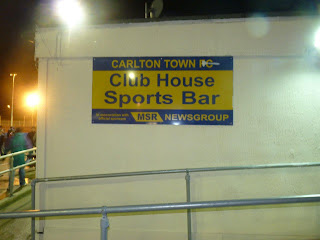 CARLTON TOWN FC
Club House
Sports Bar
MSR NEWSGROUP